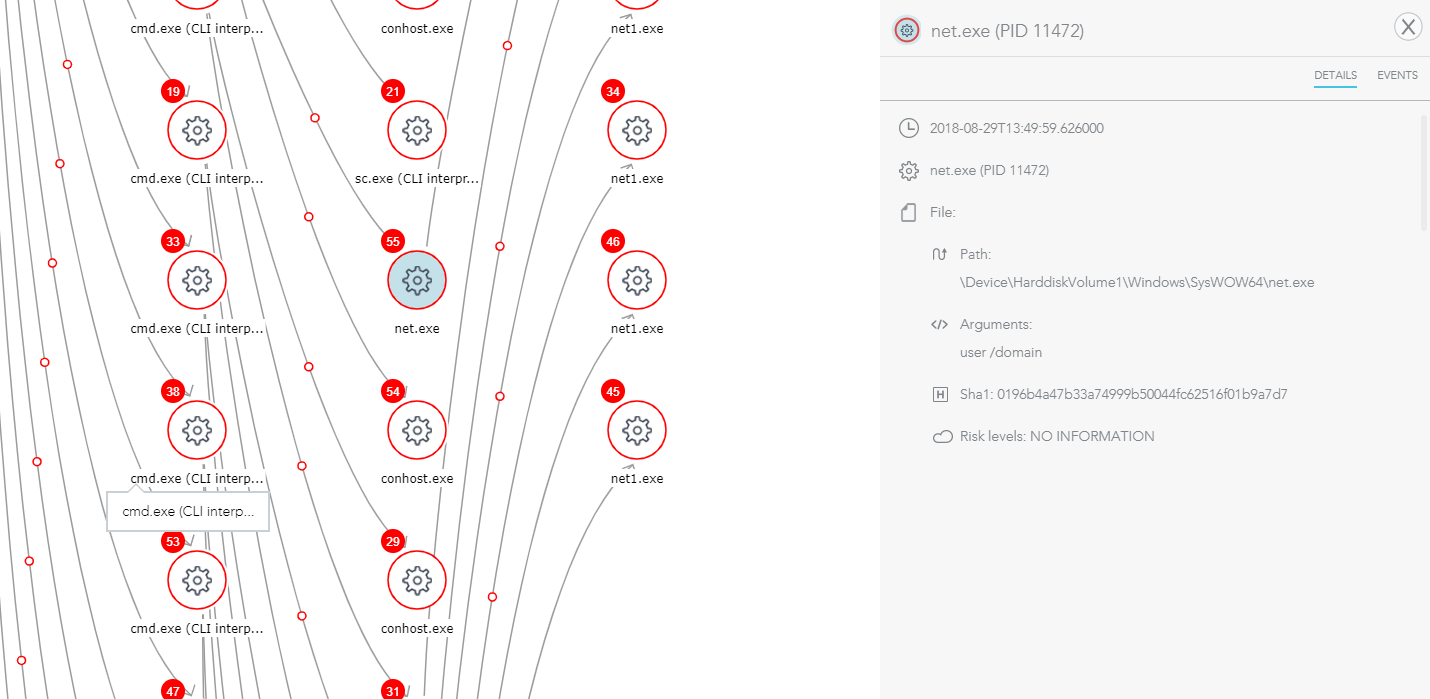 cmd.exe (CLI interp...
conhost.exe
net1.exe
19
21
34
cmd.exe (CLI interp...
sc.exe (CLI interpr...
net1.exe
33
55
46
cmd.exe (CLI interp...
net.exe
net1.exe
38
54
45
cmd.exe (CLI interp...
conhost.exe
net1.exe
cmd.exe (CLI interp...
53
29
cmd.exe (CLI interp...
conhost.exe
47
31
net.exe (PID 11472)
X
DETAILS
EVENTS
2018-08-29T13:49:59.626000
net.exe (PID 11472)
File:
Path:
\Device\HarddiskVolume1\Windows\SysWOW64\net.exe
Arguments:
user /domain
H
Sha1: 0196b4a47b33a74999b50044fc62516f01b9a7d7
Risk levels: NO INFORMATION